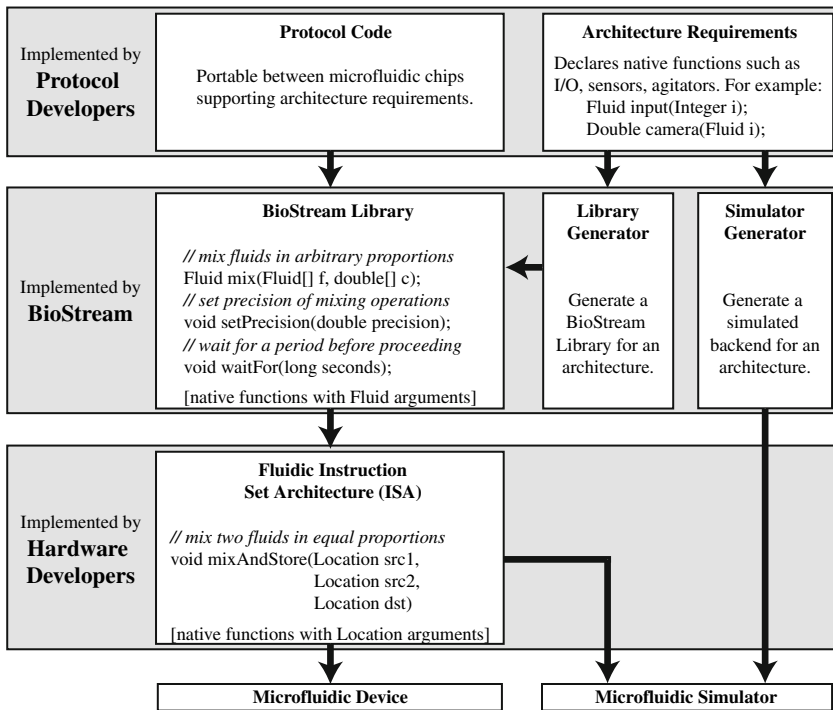 Implemented by
Protocol
Developers
Protocol Code
Portable between microfluidic chips
supporting architecture requirements.
Architecture Requirements
Declares native functions such as
I/O, sensors, agitators. For example:
Fluid input(Integer i);
Double camera(Fluid i);
Implemented by
BioStream
BioStream Library
// mix fluids in arbitrary proportions
Fluid mix(Fluid[] f, double[] c);
// set precision of mixing operations
void setPrecision(double precision);
// wait for a period before proceeding
void waitFor(long seconds);
[native functions with Fluid arguments]
Library
Generator
Generate a
BioStream
Library for an
architecture.
Simulator
Generator
Generate a
simulated
backend for an
architecture.
Implemented by
Hardware
Developers
Fluidic Instruction
Set Architecture (ISA)
// mix two fluids in equal proportions
void mixAndStore(Location src1,
Location src2,
Location dst)
[native functions with Location arguments]
Microfluidic Device
Microfluidic Simulator